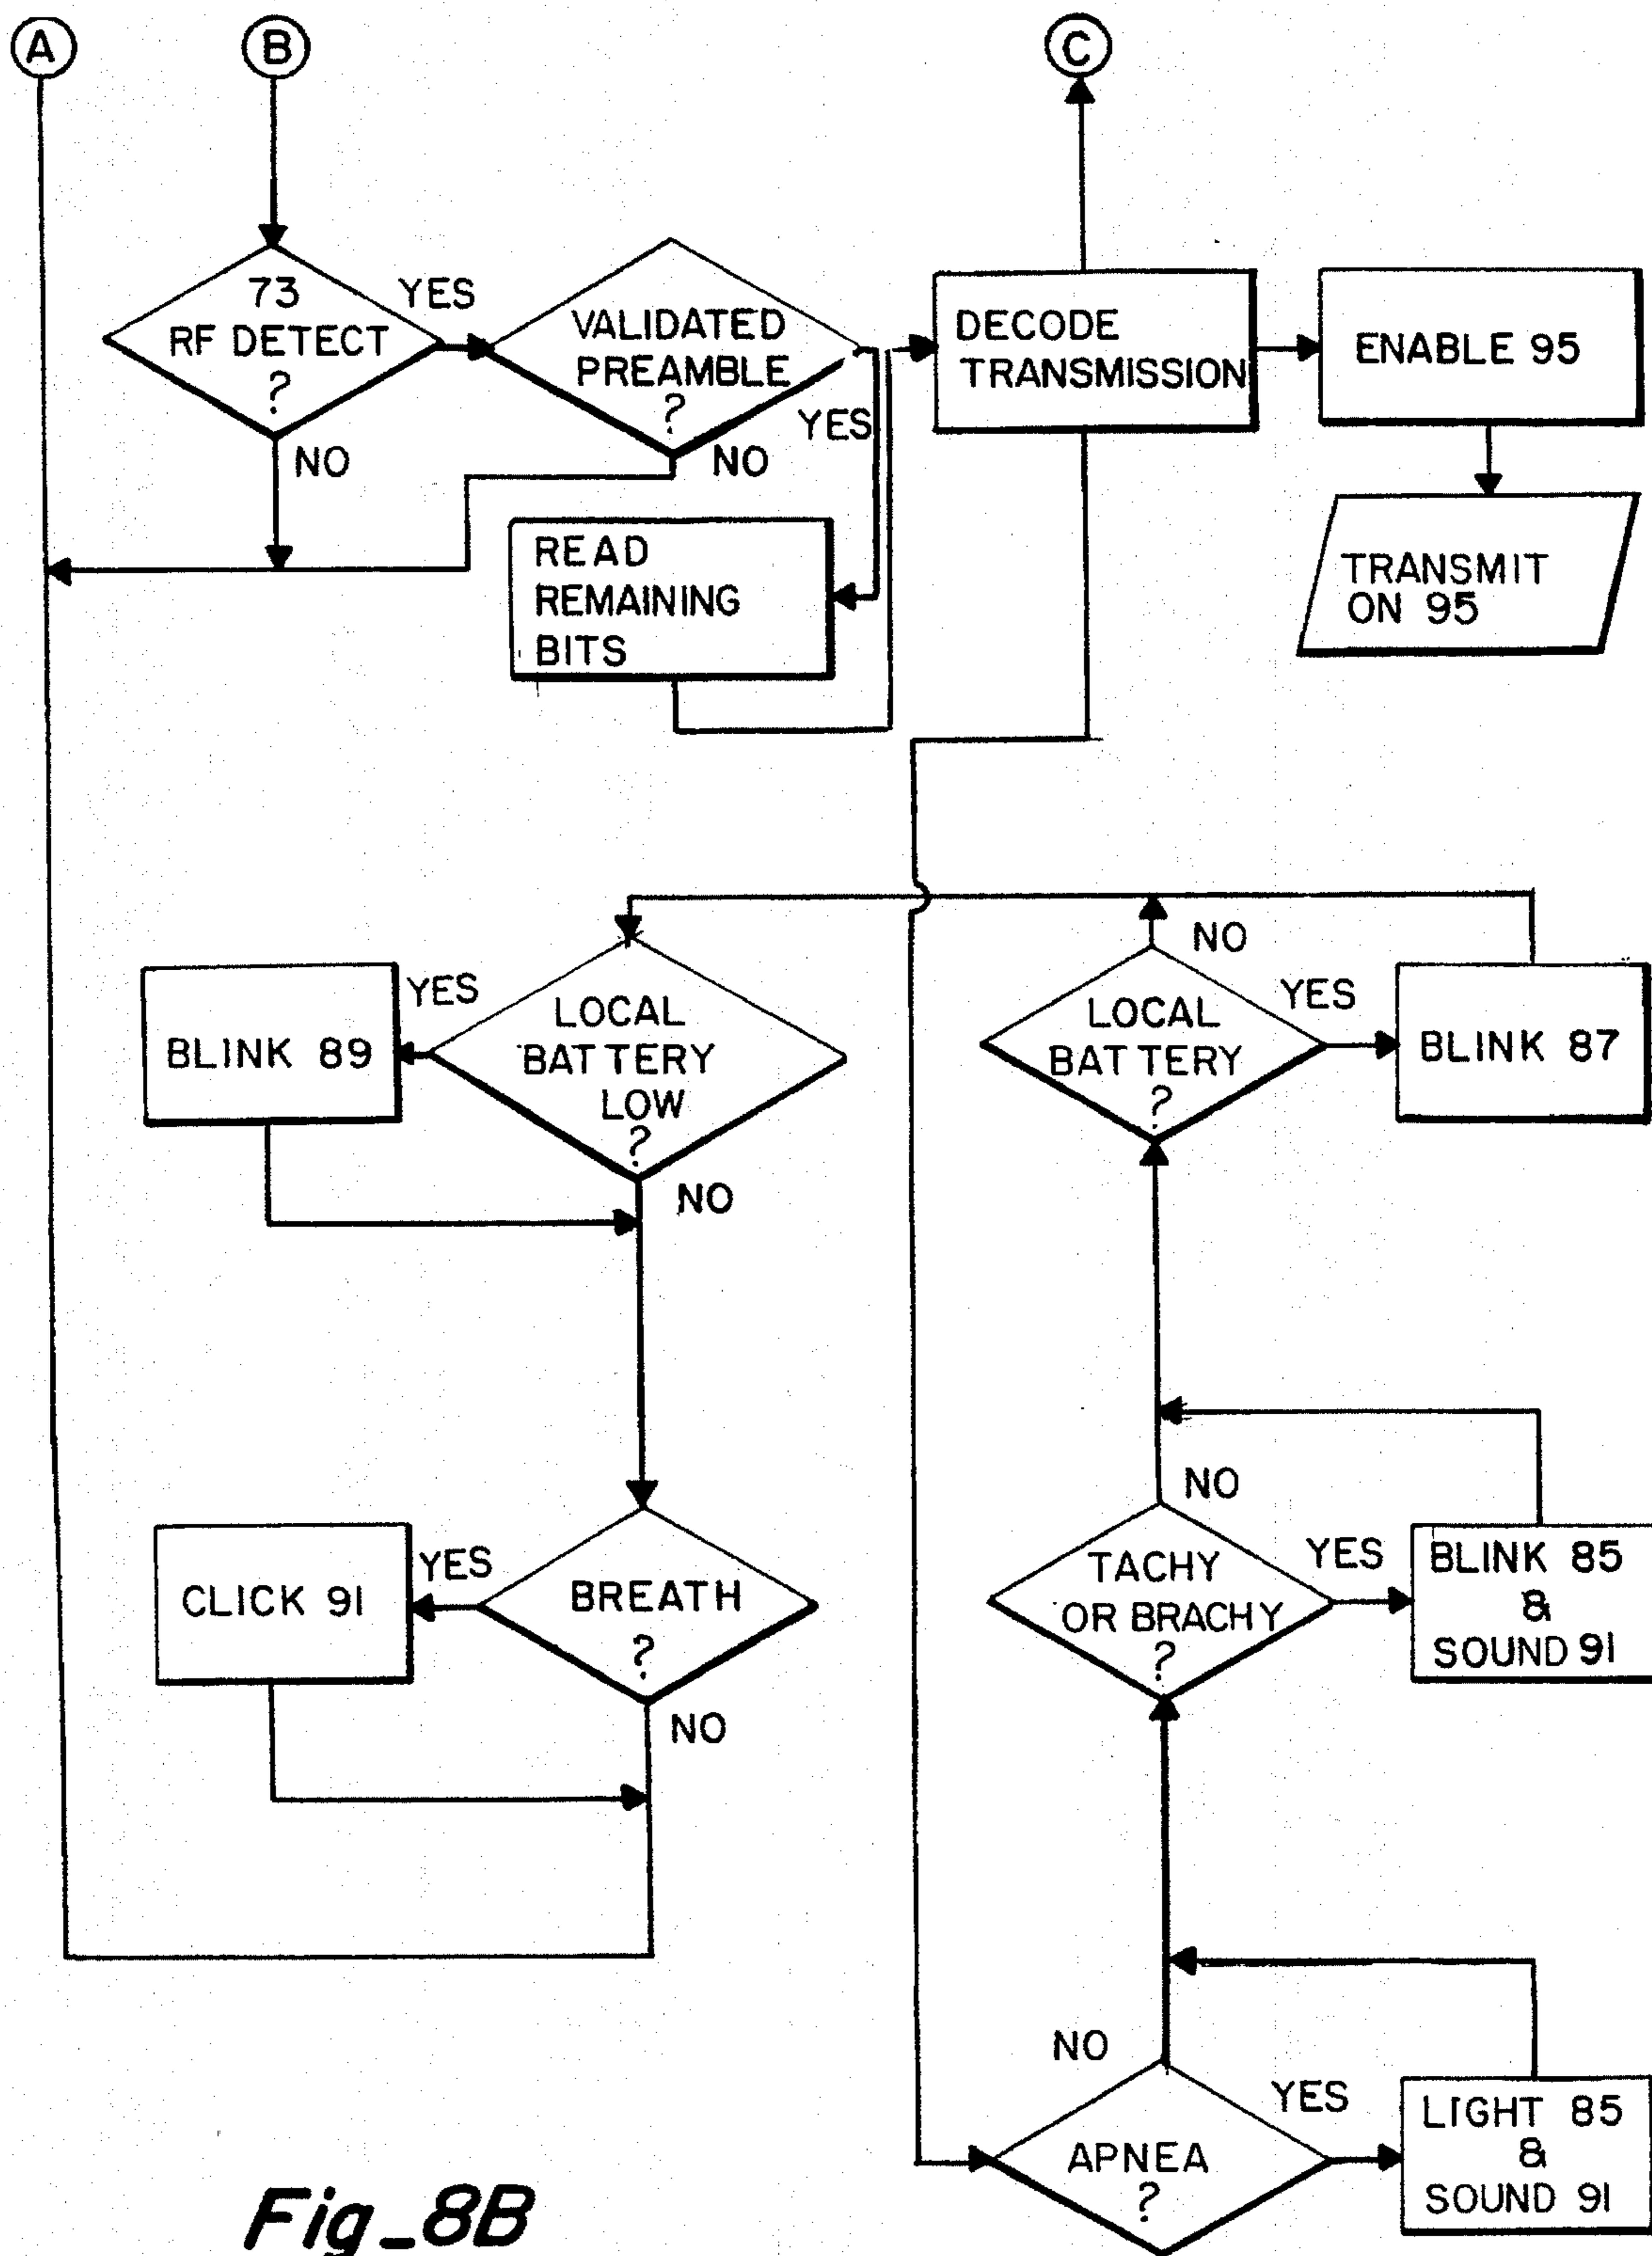 A
B
C
73
RF DETECT
?
YES
NO
VALIDATED
PREAMBLE
?
YES
NO
READ
REMAINING
BITS
DECODE
TRANSMISSION
ENABLE 95
TRANSMIT
ON 95
BLINK 89
YES
LOCAL
BATTERY
LOW
?
NO
NO
LOCAL
BATTERY
?
YES
BLINK 87
CLICK 91
YES
BREATH
?
NO
NO
TACHY
OR BRACHY
?
YES
BLINK 85
&
SOUND 91
NO
APNEA
?
YES
LIGHT 85
&
SOUND 91
Fig_8B